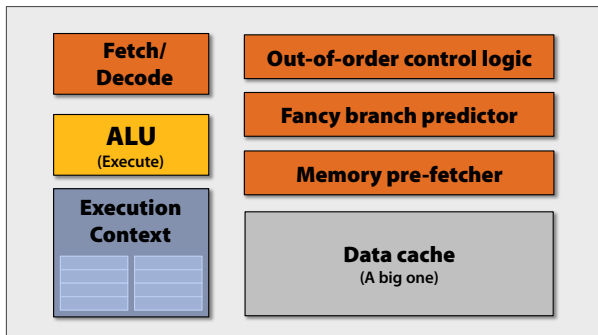 Fetch/
Decode
ALU
(Execute)
Execution
Context
Out-of-order control logic
Fancy branch predictor
Memory pre-fetcher
Data cache
(A big one)